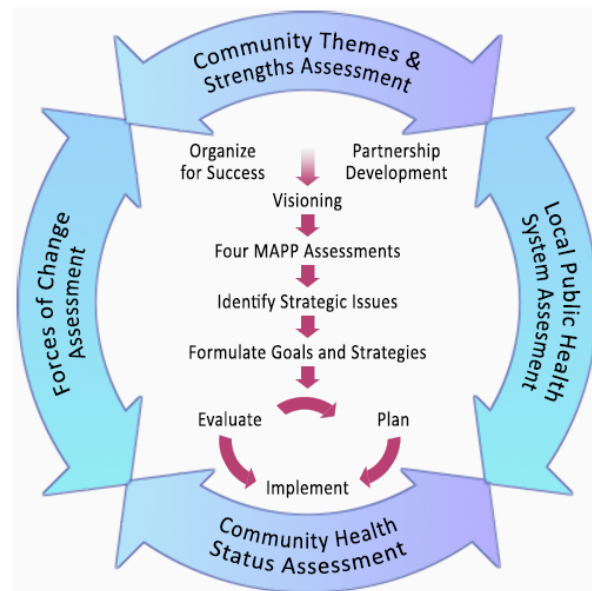 Community Themes &
Strengths Assessment
Organize
for Success
Partnership
Development
Visioning
Four MAPP Assessments
Identify Strategic Issues
Formulate Goals and Strategies
Evaluate
Plan
Implement
Forces of Change
Assessment
Local Public Health
System Assesment
Community Health
Status Assessment